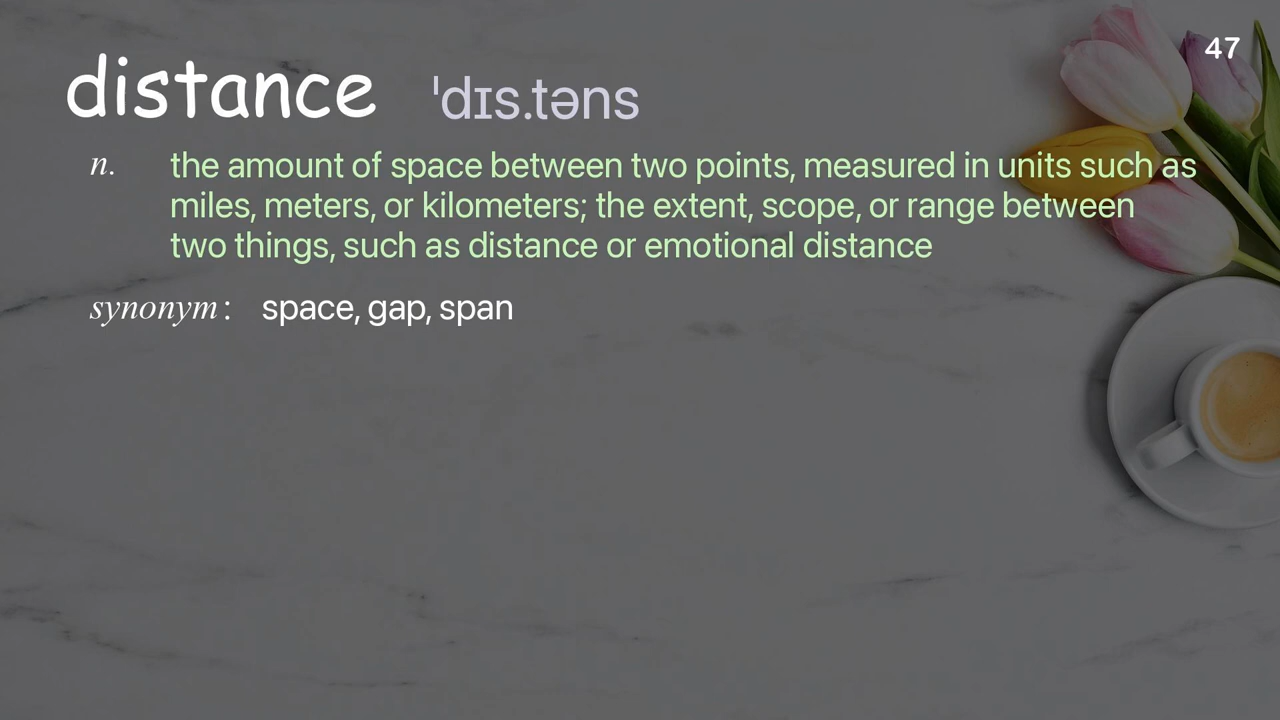 47
distance ˈdɪs.təns
n. the amount of space between two points, measured in units such as
miles, meters, or kilometers; the extent, scope, or range between
two things, such as distance or emotional distance
synonym: space, gap, span